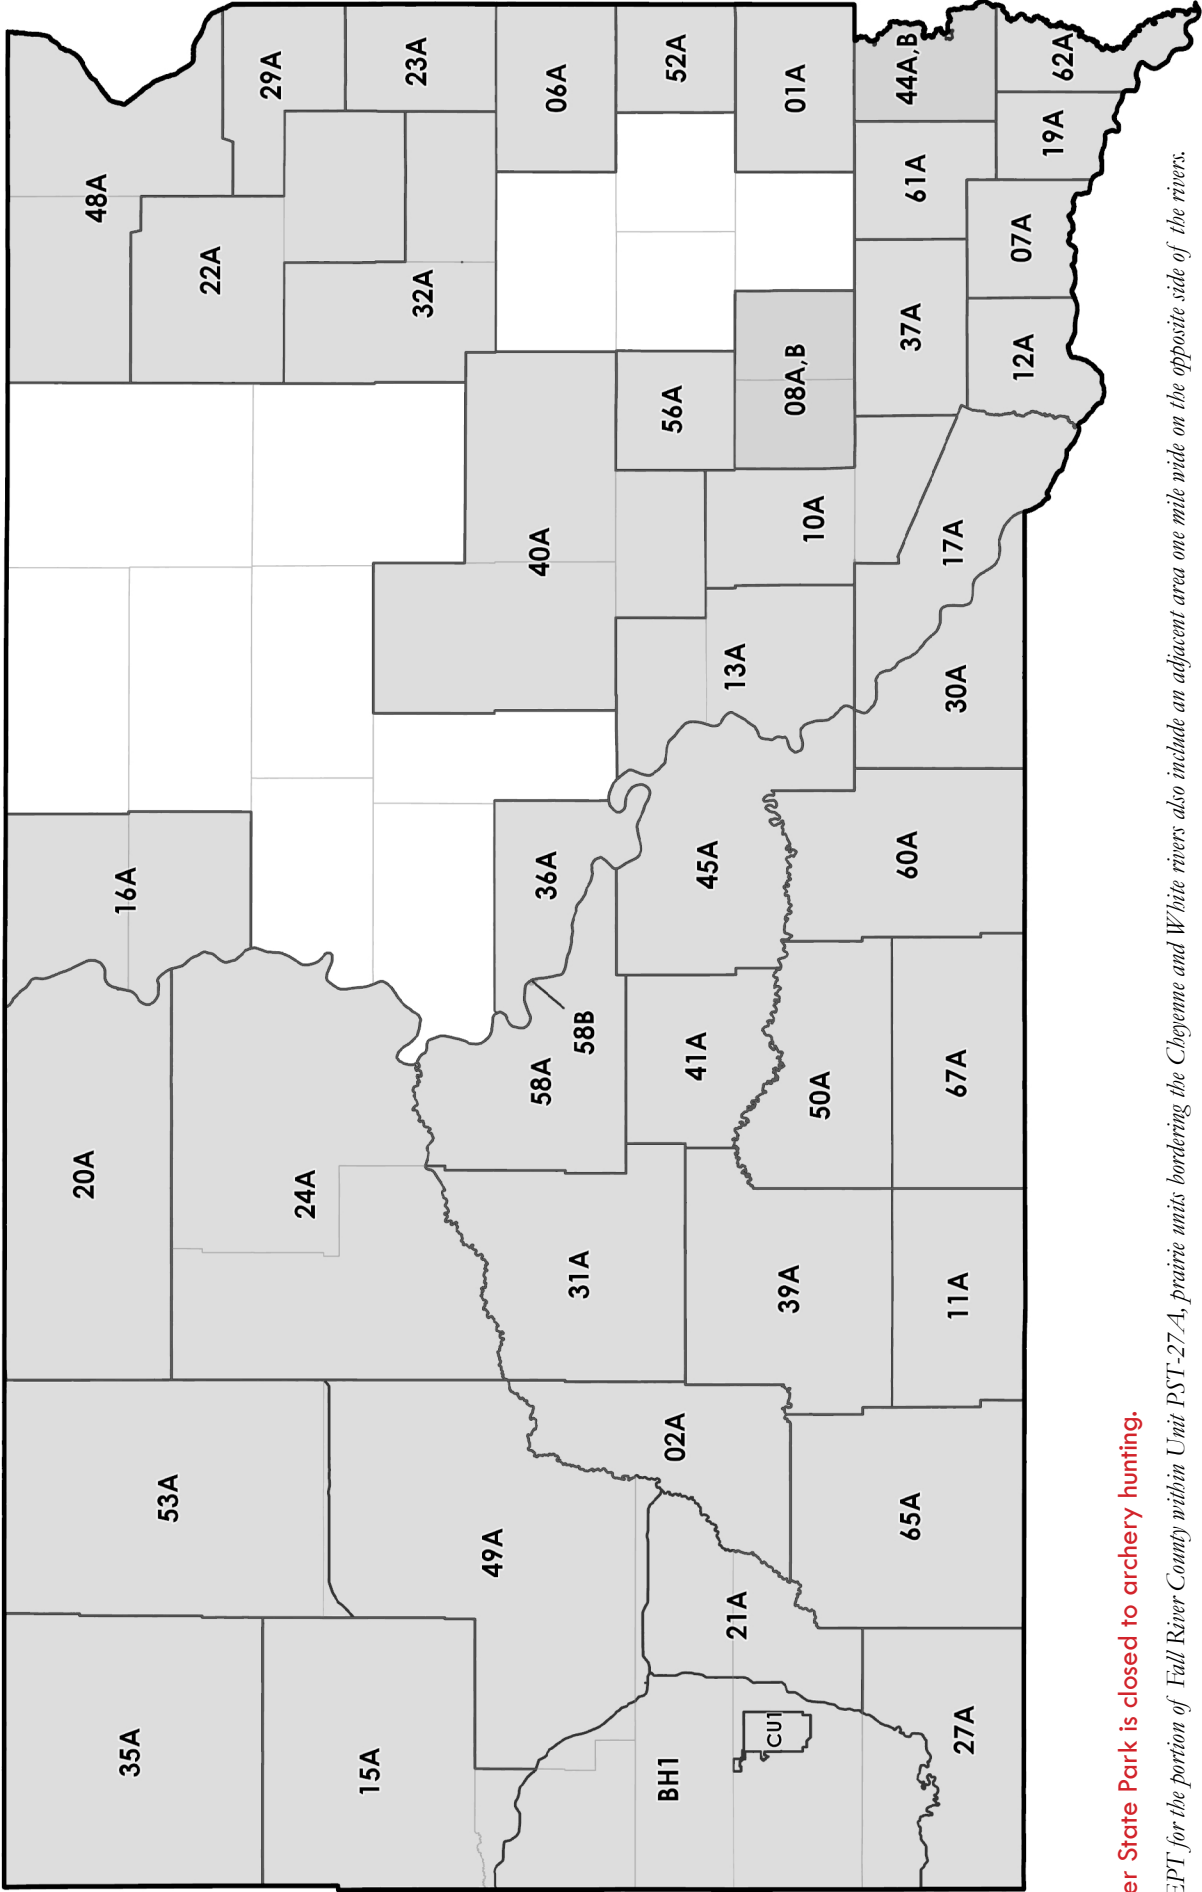 35A
53A
20A
16A
48A
22A
29A
15A
24A
32A
23A
49A
58A
36A
40A
06A
31A
58B
BH1
02A
41A
45A
56A
52A
21A
13A
CU1
39A
50A
10A
08A,B
01A
65A
60A
37A
61A
44A,B
27A
11A
67A
30A
17A
12A
07A
19A
62A
er State Park is closed to archery hunting.
EPT for the portion of Fall River County within Unit PST-27A, prairie units bordering the Cheyenne and White rivers also include an adjacent area one mile wide on the opposite side of the rivers.